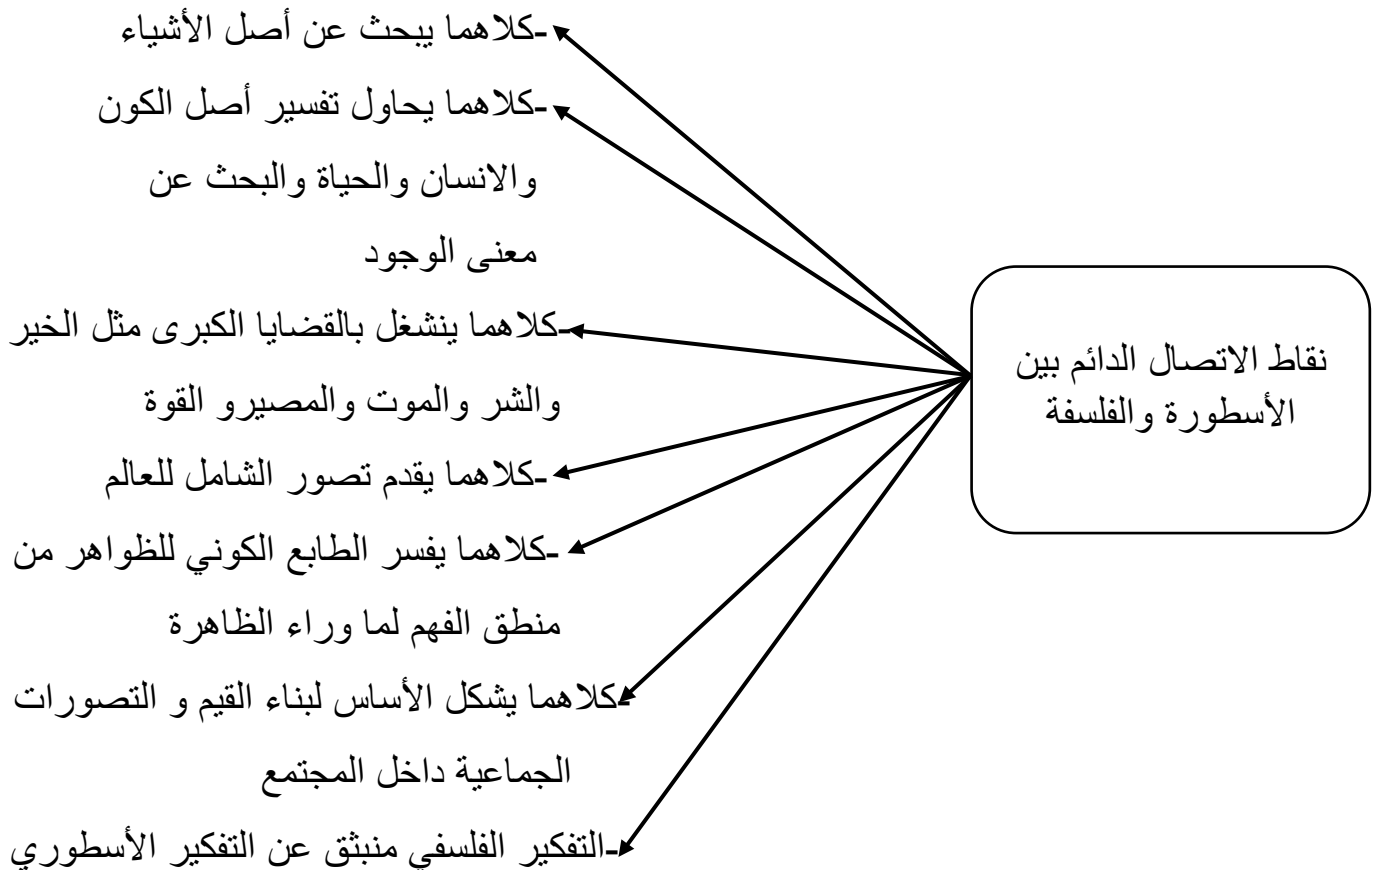 نقاط الاتصال الدائم بين
الأسطورة والفلسفة
-كلاهما يبحث عن أصل الأشياء
-كلاهما يحاول تفسير أصل الكون
والانسان والحياة والبحث عن
معنى الوجود
-كلاهما ينشغل بالقضايا الكبرى مثل الخير
والشر والموت والمصيرو القوة
-كلاهما يقدم تصور الشامل للعالم
-كلاهما يفسر الطابع الكوني للظواهر من
منطق الفهم لما وراء الظاهرة
-كلاهما يشكل الأساس لبناء القيم و التصورات
الجماعية داخل المجتمع
-التفكير الفلسفي منبثق عن التفكير الأسطوري